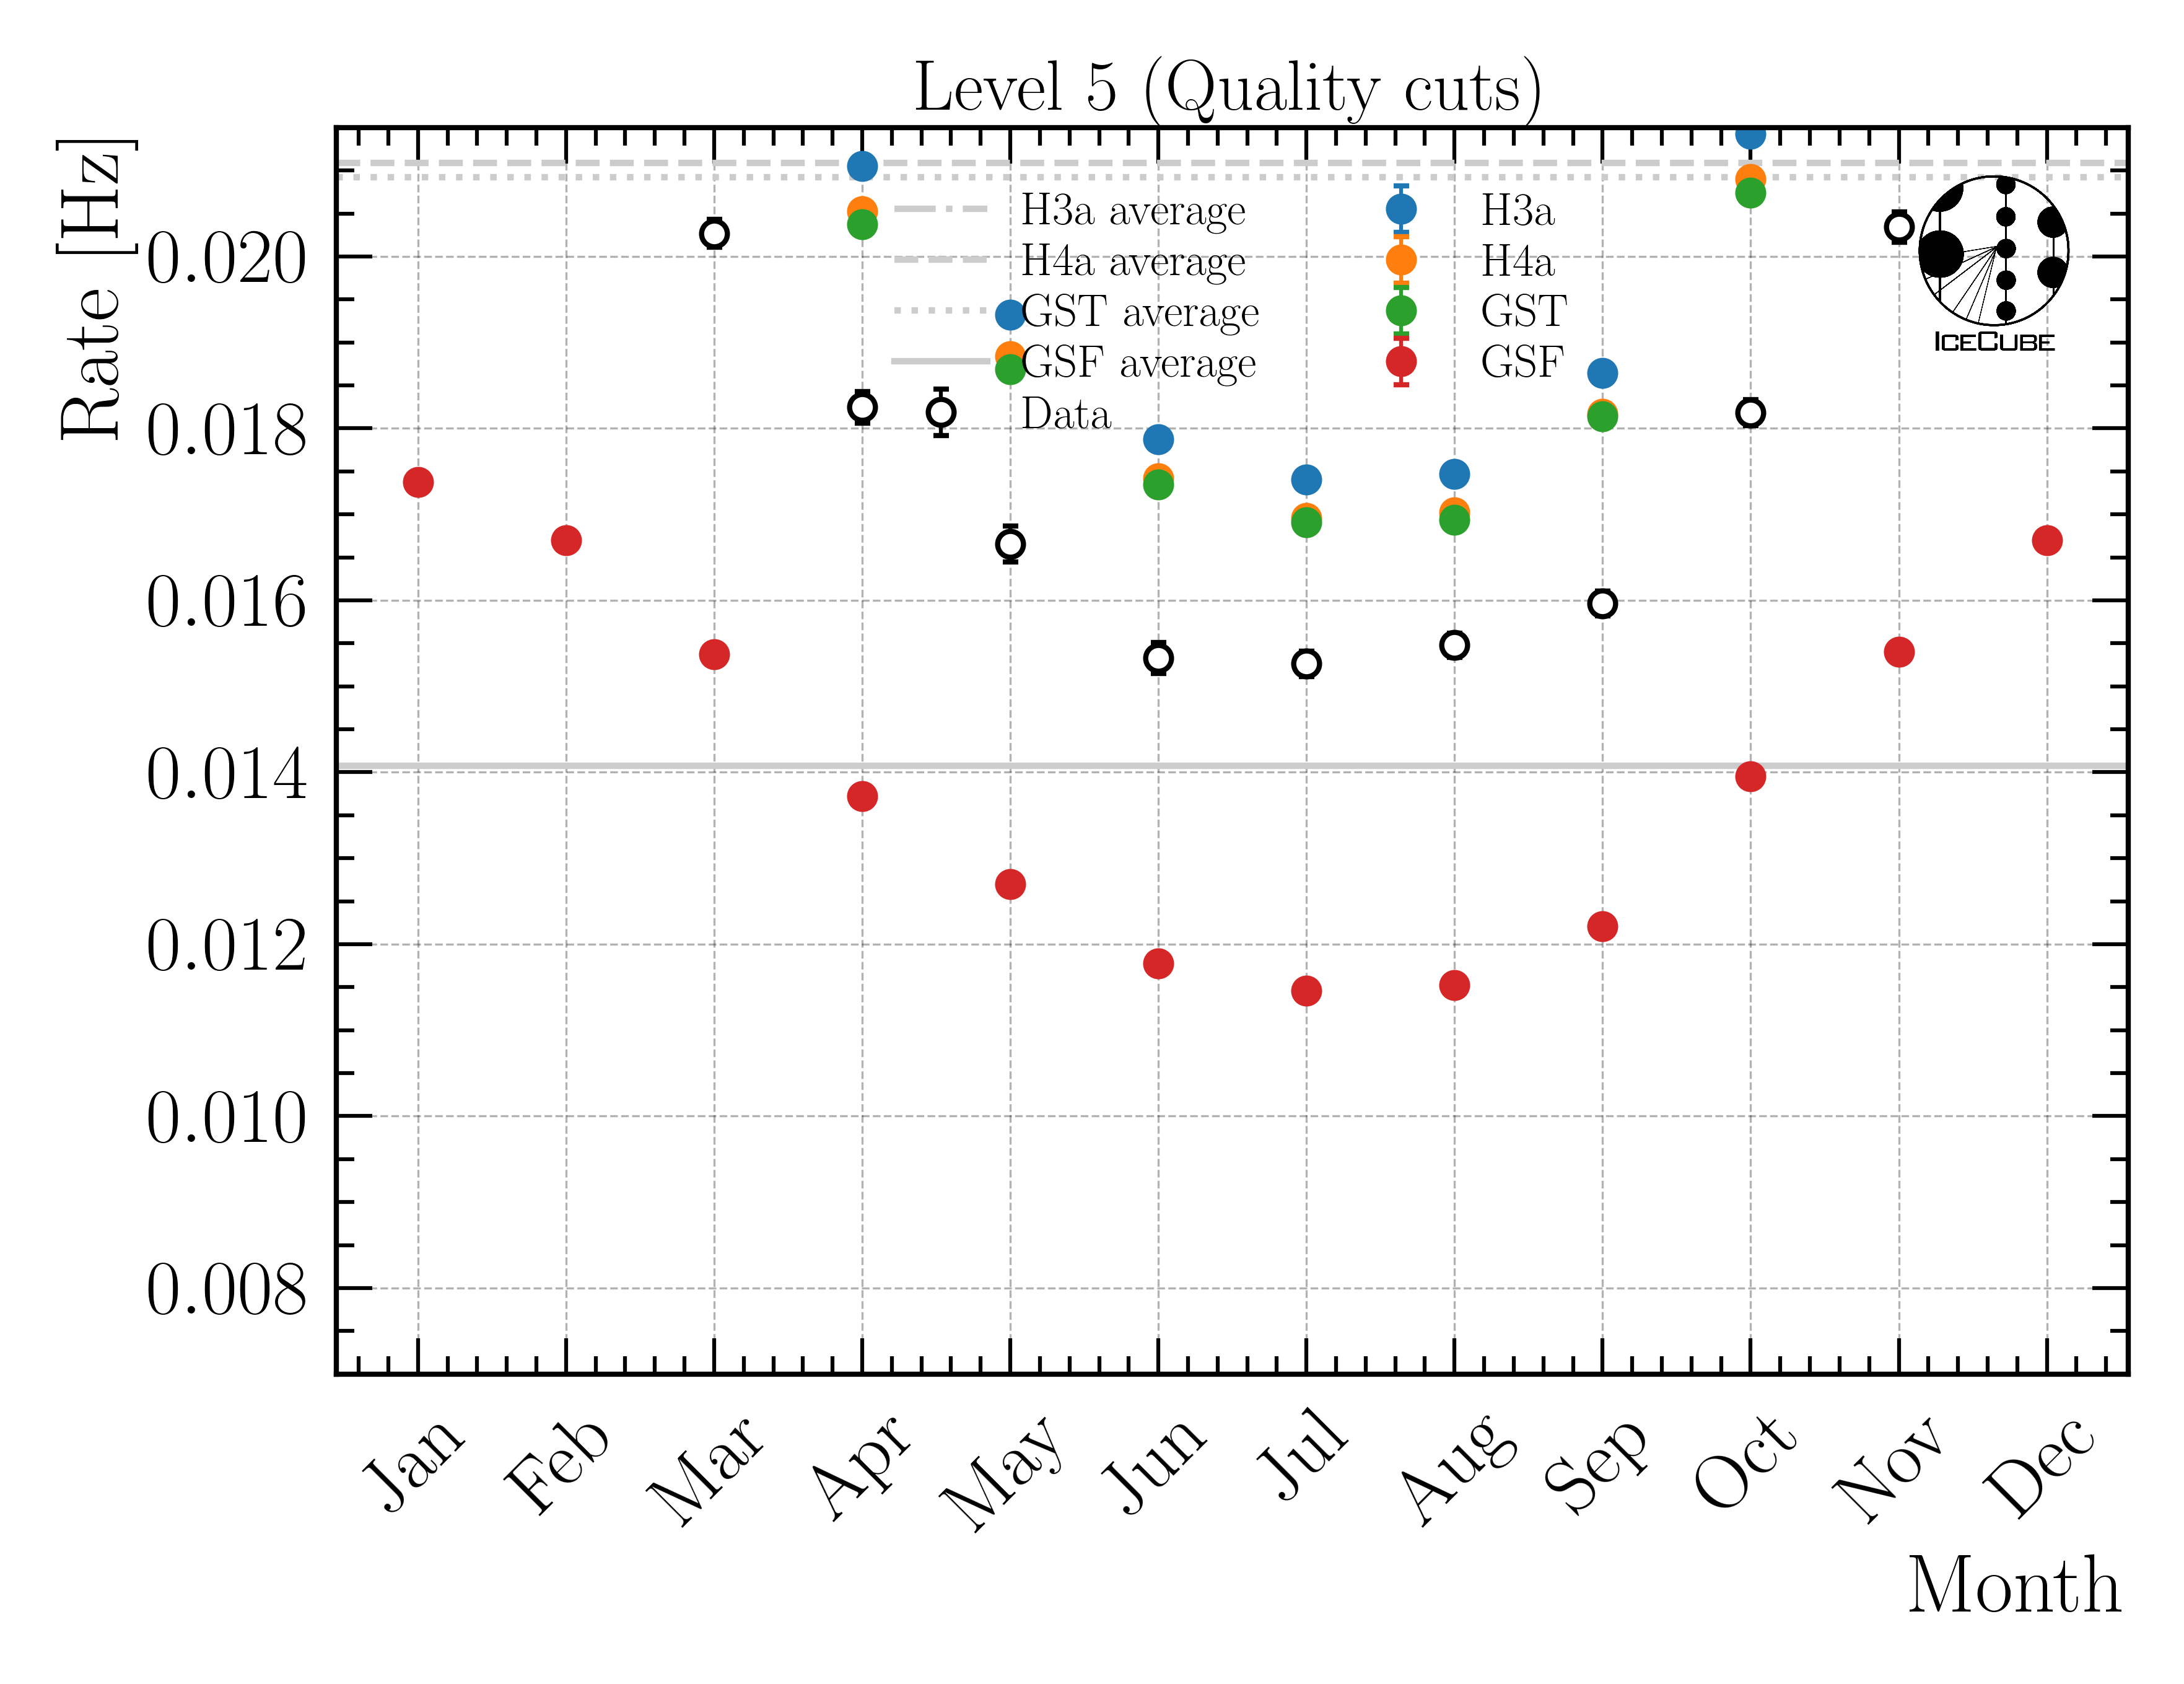 Level 5 (Quality cuts)
Rate [Hz]
0.020
0.018
0.016
0.014
0.012
0.010
0.008
H3a average
H4a average
GST average
GSF average
Data
H3a
H4a
GST
GSF
ICECUBE
Jan
Feb
Mar
Apr
May
Jun
Jul
Aug
Sep
Oct
Nov
Dec
Month